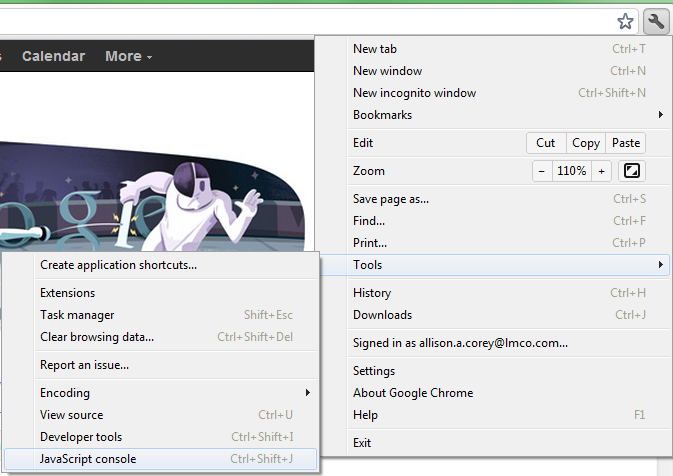 Calendar More
New tab Ctrl+T
New window Ctrl+N
New incognito window Ctrl+Shift+N
Bookmarks
Edit Cut Copy Paste
Zoom − 110% +
Save page as... Ctrl+S
Find... Ctrl+F
Print... Ctrl+P
Tools
History Ctrl+H
Downloads Ctrl+J
Signed in as allison.a.corey@lmco.com...
Settings
About Google Chrome
Help F1
Exit
Create application shortcuts...
Extensions
Task manager Shift+Esc
Clear browsing data... Ctrl+Shift+Del
Report an issue...
Encoding
View source Ctrl+U
Developer tools Ctrl+Shift+I
JavaScript console Ctrl+Shift+J